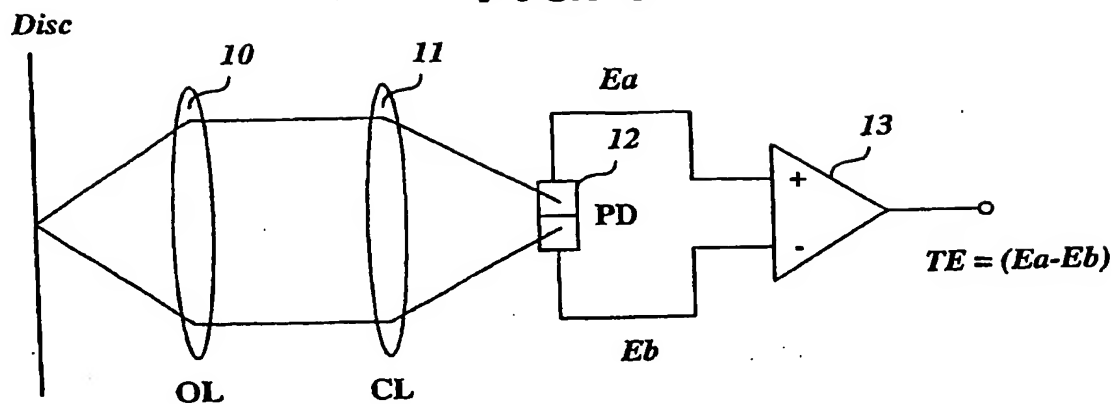 Disc
10
11
Ea
12
13
+
PD
-
TE = (Ea-Eb)
Eb
OL
CL